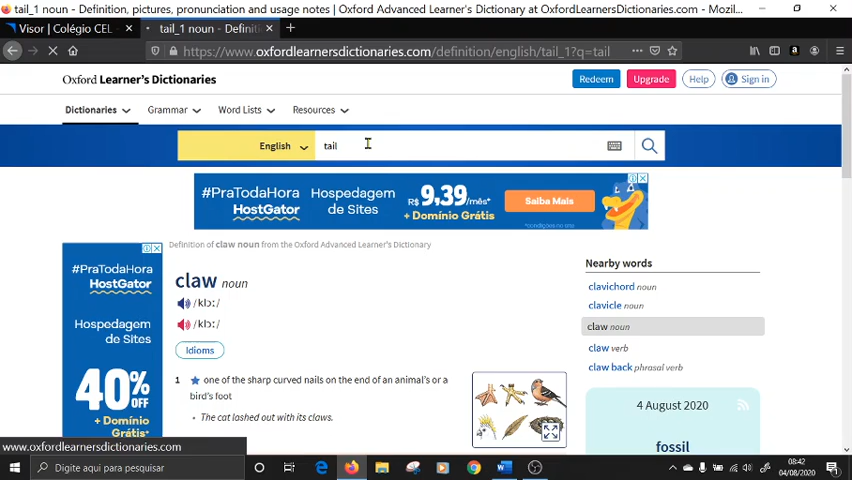 tail_1 noun - Definition, pictures, pronunciation and usage notes | Oxford Advanced Learner's Dictionary at OxfordLearnersDictionaries.com - Mozil...
Visor | Colégio CEL
tail_1 noun - Definiti
https://www.oxfordlearnersdictionaries.com/definition/english/tail_1?q=tail
Oxford Learner's Dictionaries
Redeem
Upgrade
Help
Sign in
Dictionaries
Grammar
Word Lists
Resources
English
tail
#PraTodaHora
HostGator
Hospedagem
de Sites
R$ 9,39/mês*
+ Domínio Grátis
Saiba Mais
*condições no site
Definition of claw noun from the Oxford Advanced Learner's Dictionary
#PraTodaHora
HostGator
Hospedagem
de Sites
40% OFF
+ Domínio
Grátis*
claw noun
/klɔː/
/klɔː/
Idioms
1 one of the sharp curved nails on the end of an animal's or a
bird's foot
• The cat lashed out with its claws.
Nearby words
clavichord noun
clavicle noun
claw noun
claw verb
claw back phrasal verb
4 August 2020
fossil
www.oxfordlearnersdictionaries.com
Digite aqui para pesquisar
08:42
04/08/2020